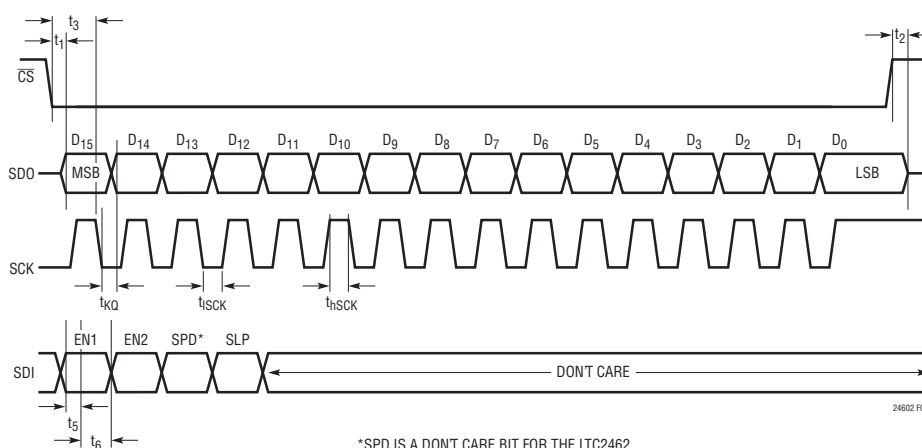 t3
t1
t2
CS
D15 D14 D13 D12 D11 D10 D9 D8 D7 D6 D5 D4 D3 D2 D1 D0
SDO MSB LSB
SCK
tKQ tlSCK thSCK
EN1 EN2 SPD* SLP
SDI DON'T CARE
24602
t5
t6
*SPD IS A DON'T CARE BIT FOR THE LTC2462